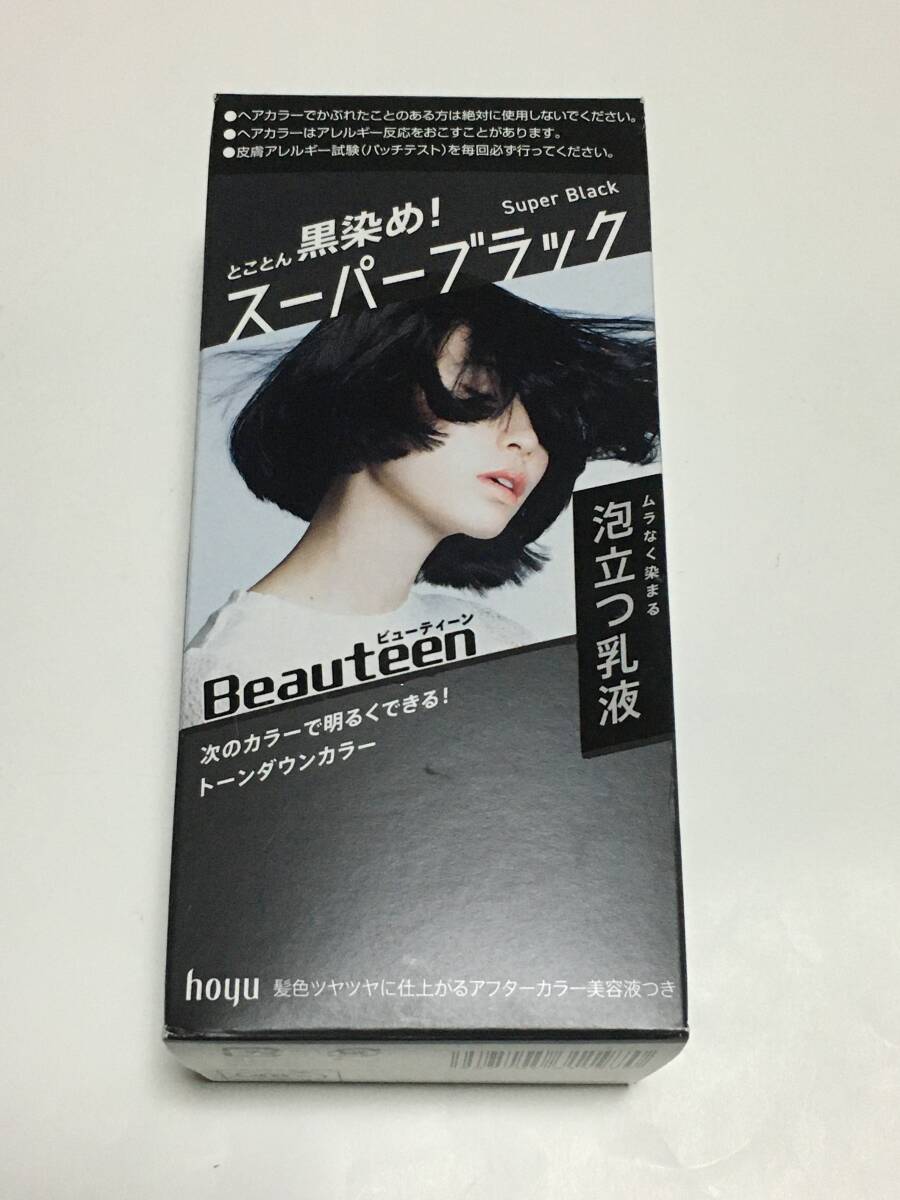 ●ヘアカラーでかぶれたことのある方は絶対に使用しないでください。
●ヘアカラーはアレルギー反応をおこすことがあります。
●皮膚アレルギー試験(パッチテスト)を毎回必ず行ってください。
Super Black
とことん 黒染め!
スーパーブラック
ムラなく染まる
泡立つ乳液
ビューティーン
Beauteen
次のカラーで明るくできる!
トーンダウンカラー
hoyu 髪色ツヤツヤに仕上がるアフターカラー美容液つき